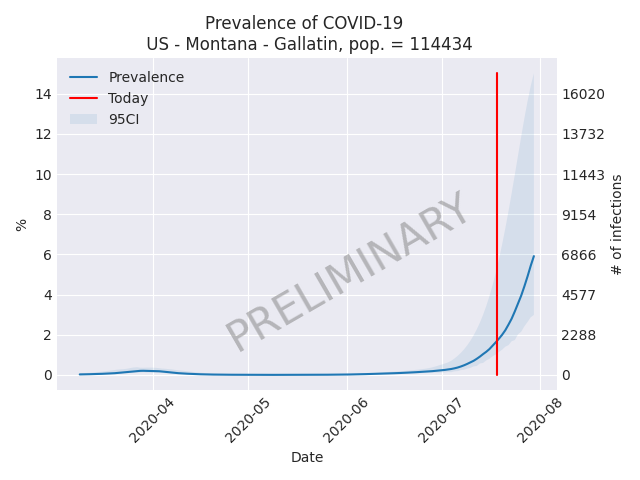 Prevalence of COVID-19
US - Montana - Gallatin, pop. = 114434
Prevalence
Today
95CI
14
12
10
8
6
4
2
0
%
16020
13732
11443
9154
6866
4577
2288
0
# of infections
PRELIMINARY
2020-04
2020-05
2020-06
2020-07
2020-08
Date